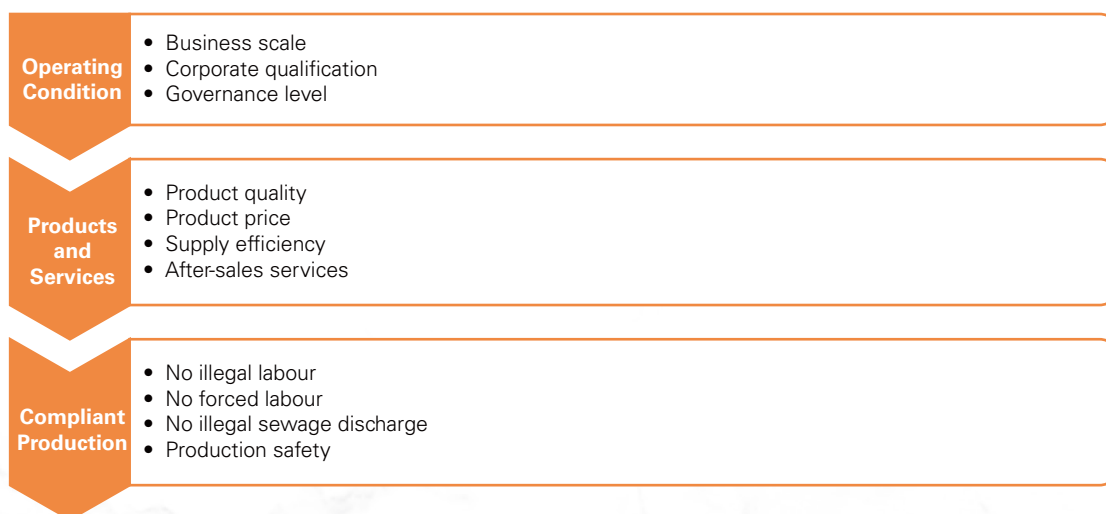 Operating
Condition
• Business scale
• Corporate qualification
• Governance level
Products
and
Services
• Product quality
• Product price
• Supply efficiency
• After-sales services
Compliant
Production
• No illegal labour
• No forced labour
• No illegal sewage discharge
• Production safety